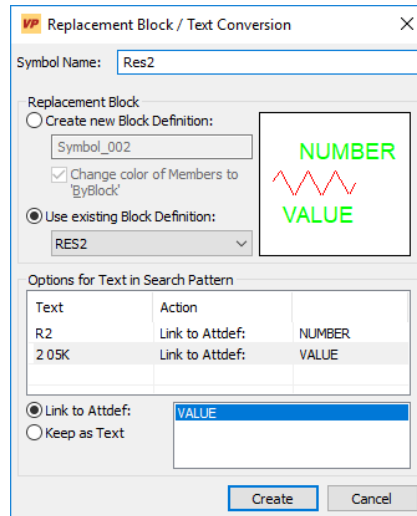 VP Replacement Block / Text Conversion
Symbol Name: Res2
Replacement Block
Create new Block Definition:
Symbol_002
Change color of Members to
'ByBlock'
Use existing Block Definition:
RES2
NUMBER
VALUE
Options for Text in Search Pattern
Text Action
R2 Link to Attdef: NUMBER
2 05K Link to Attdef: VALUE
Link to Attdef:
Keep as Text
VALUE
Create Cancel